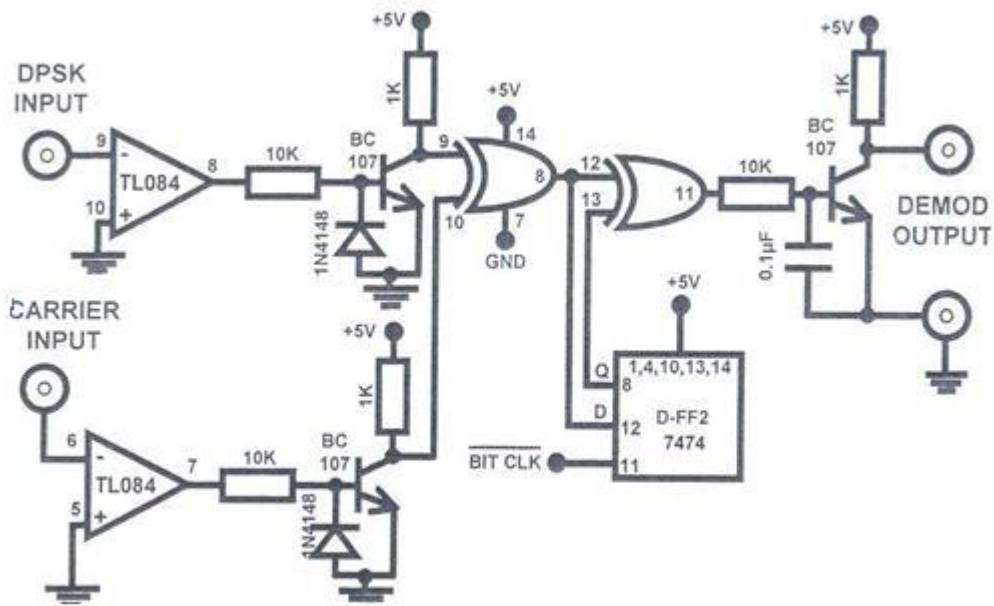 +5V
+5V
DPSK
INPUT
1K
+5V
1K
BC
107
9
14
BC
107
9
-
TL084
8
10K
10
+
10
8
12
13
11
10K
7
GND
DEMOD
OUTPUT
1N4148
0.1µF
CARRIER
INPUT
+5V
+5V
1K
Q
1,4,10,13,14
8
D
D-FF2
12
7474
BIT CLK
11
6
-
TL084
7
10K
BC
107
5
+
1N4148